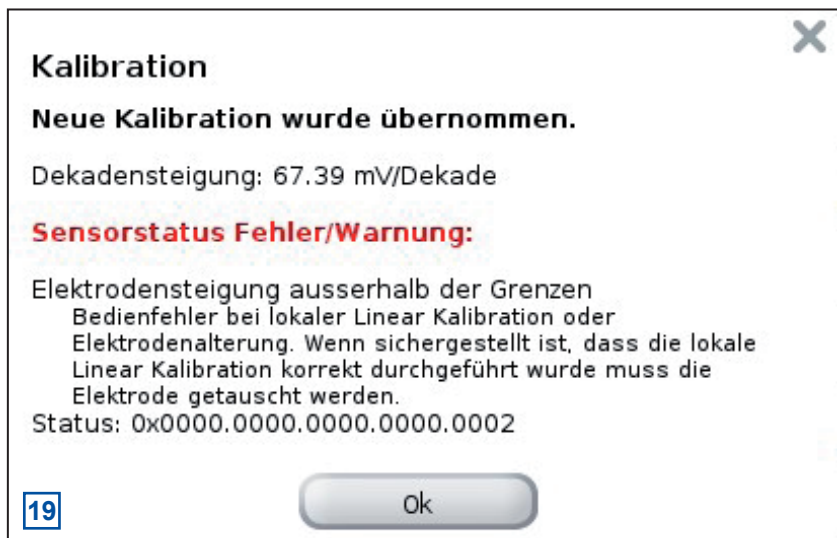 Kalibration
Neue Kalibration wurde übernommen.
Dekadensteigung: 67.39 mV/Dekade
Sensorstatus Fehler/Warnung:
Elektrodensteigung ausserhalb der Grenzen
Bedienfehler bei lokaler Linear Kalibration oder
Elektrodenalterung. Wenn sichergestellt ist, dass die lokale
Linear Kalibration korrekt durchgeführt wurde muss die
Elektrode getauscht werden.
Status: 0x0000.0000.0000.0000.0002
Ok
19